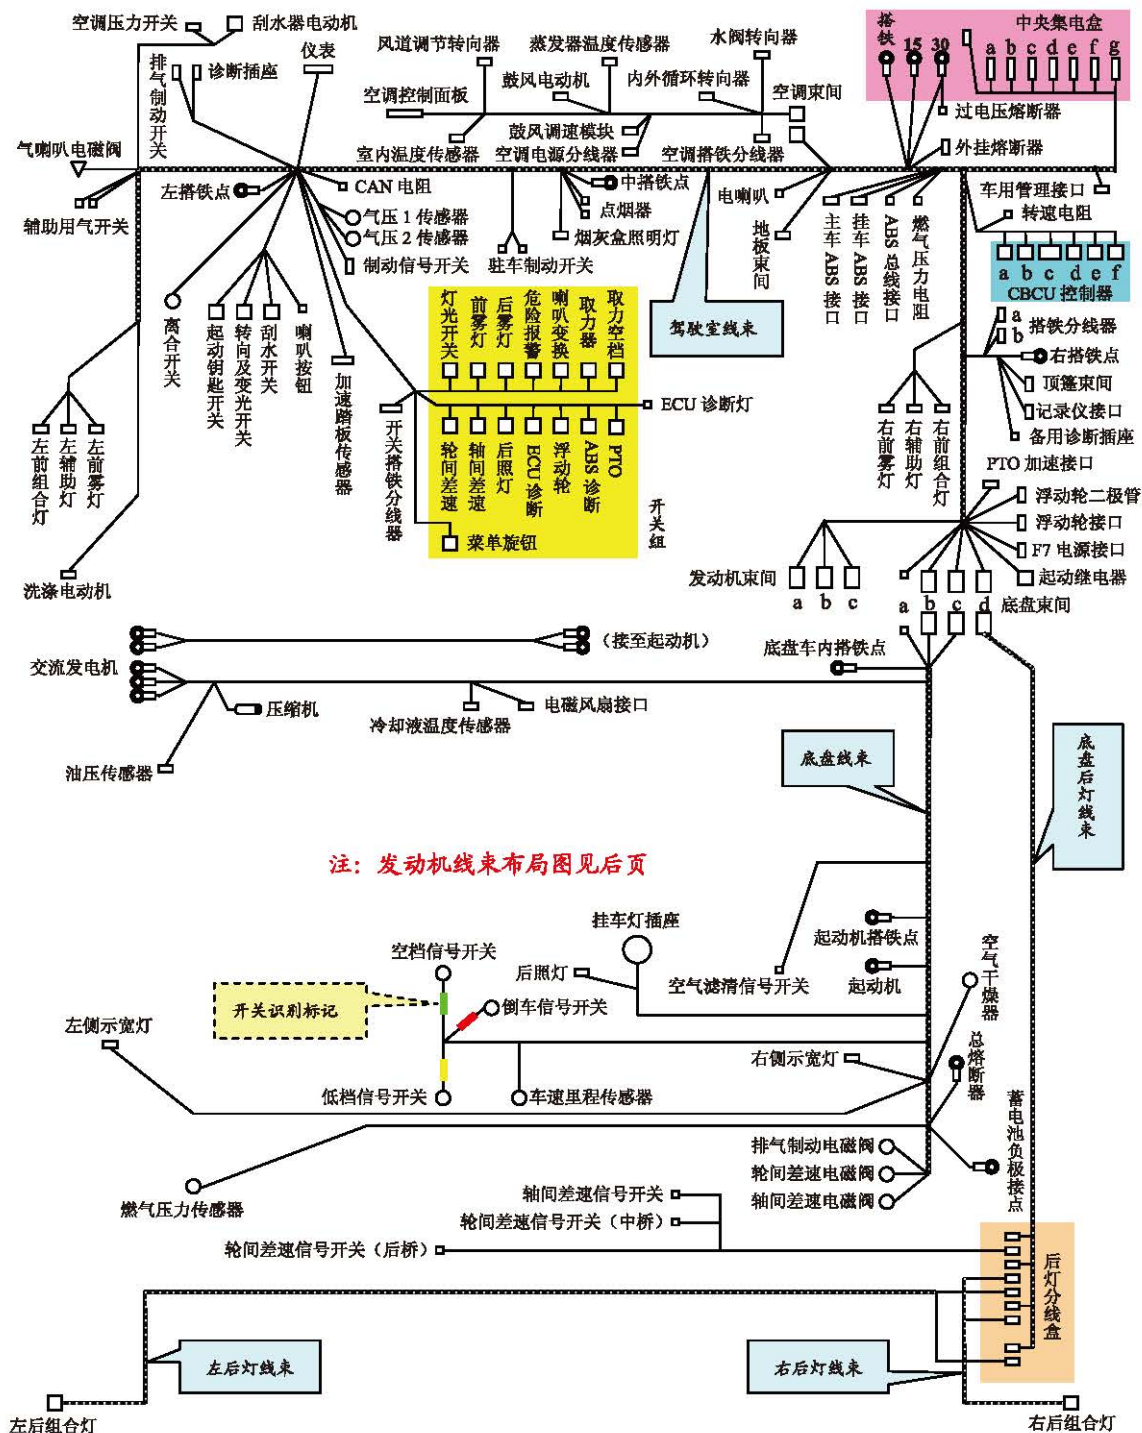 空调压力开关
刮水器电动机
排气制动开关
诊断插座
仪表
风道调节转向器
蒸发器温度传感器
水阀转向器
鼓风电动机
内外循环转向器
空调控制面板
空调束间
鼓风调速模块
室内温度传感器
空调电源分线器
空调搭铁分线器
搭铁
15
30
中央集电盒
a b c d e f g
过电压熔断器
外挂熔断器
车用管理接口
转速电阻
a b c d e f
CBCU 控制器
气喇叭电磁阀
辅助用气开关
左搭铁点
CAN 电阻
气压 1 传感器
气压 2 传感器
制动信号开关
驻车制动开关
中搭铁点
点烟器
烟灰盒照明灯
电喇叭
地板束间
主车 ABS 接口
挂车 ABS 接口
ABS 总线接口
燃气压力电阻
驾驶室线束
离合开关
起动钥匙开关
转向及变光开关
刮水开关
喇叭按钮
加速踏板传感器
开关搭铁分线器
灯光开关
前雾灯
后雾灯
危险报警
喇叭变换
取力器
取力空档
ECU 诊断灯
轮间差速
轴间差速
后照灯
ECU 诊断
浮动轮
ABS 诊断
PTO
菜单旋钮
开关组
a
b
搭铁分线器
右搭铁点
顶篷束间
记录仪接口
备用诊断插座
右前雾灯
右辅助灯
右前组合灯
PTO 加速接口
浮动轮二极管
浮动轮接口
F7 电源接口
起动继电器
左前组合灯
左辅助灯
左前雾灯
洗涤电动机
发动机束间
a b c
a b c d
底盘束间
（接至起动机）
交流发电机
压缩机
冷却液温度传感器
电磁风扇接口
油压传感器
底盘车内搭铁点
底盘线束
底盘后灯线束
注：发动机线束布局图见后页
挂车灯插座
空档信号开关
后照灯
空气滤清信号开关
起动机搭铁点
起动机
空气干燥器
开关识别标记
倒车信号开关
左侧示宽灯
右侧示宽灯
总熔断器
低档信号开关
车速里程传感器
蓄电池负极接点
排气制动电磁阀
轮间差速电磁阀
轴间差速电磁阀
燃气压力传感器
轴间差速信号开关
轮间差速信号开关（中桥）
轮间差速信号开关（后桥）
后灯分线盒
左后灯线束
右后灯线束
左后组合灯
右后组合灯